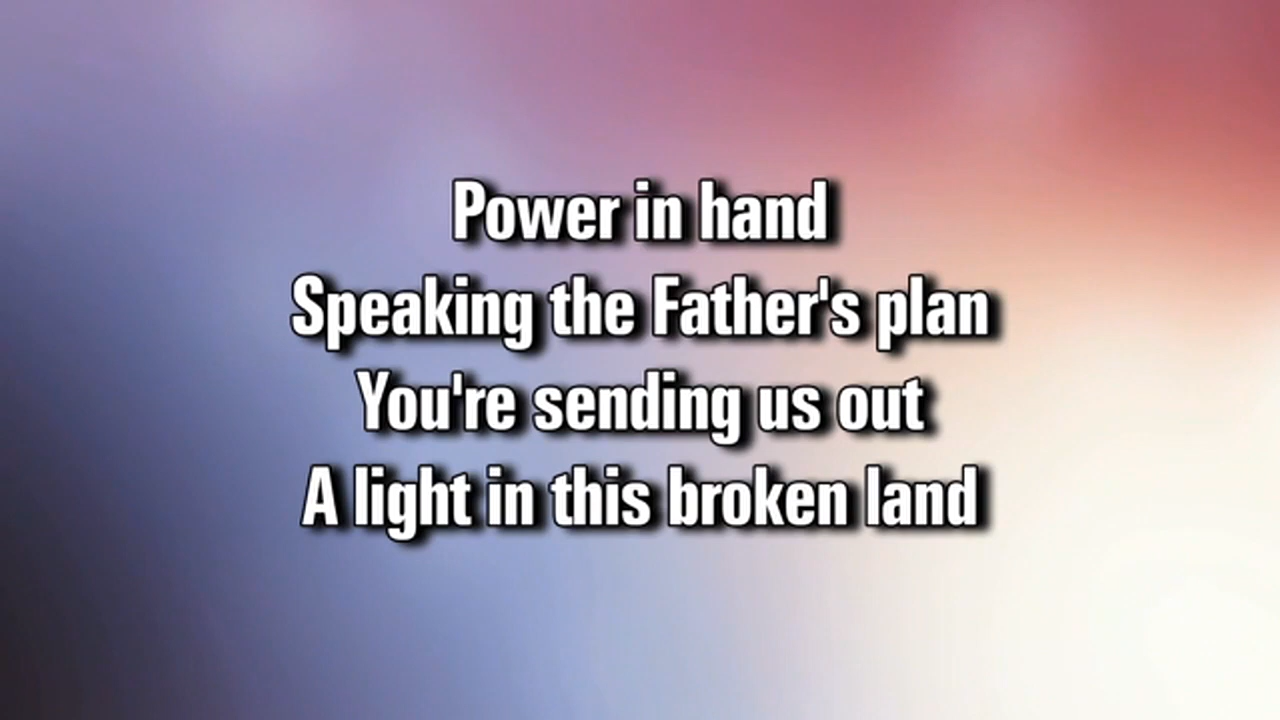 Power in hand
Speaking the Father's plan
You're sending us out
A light in this broken land